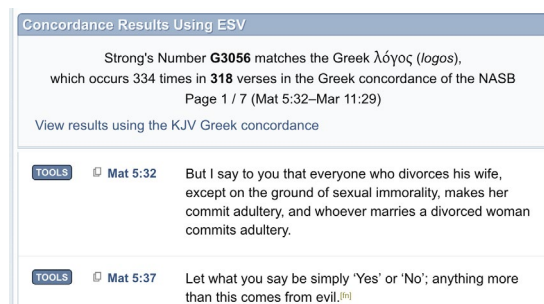 Concordance Results Using ESV
Strong's Number G3056 matches the Greek λόγος (logos),
which occurs 334 times in 318 verses in the Greek concordance of the NASB
Page 1 / 7 (Mat 5:32–Mar 11:29)
View results using the KJV Greek concordance
TOOLS Mat 5:32 But I say to you that everyone who divorces his wife,
except on the ground of sexual immorality, makes her
commit adultery, and whoever marries a divorced woman
commits adultery.
TOOLS Mat 5:37 Let what you say be simply ‘Yes’ or ‘No’; anything more
than this comes from evil.[fn]